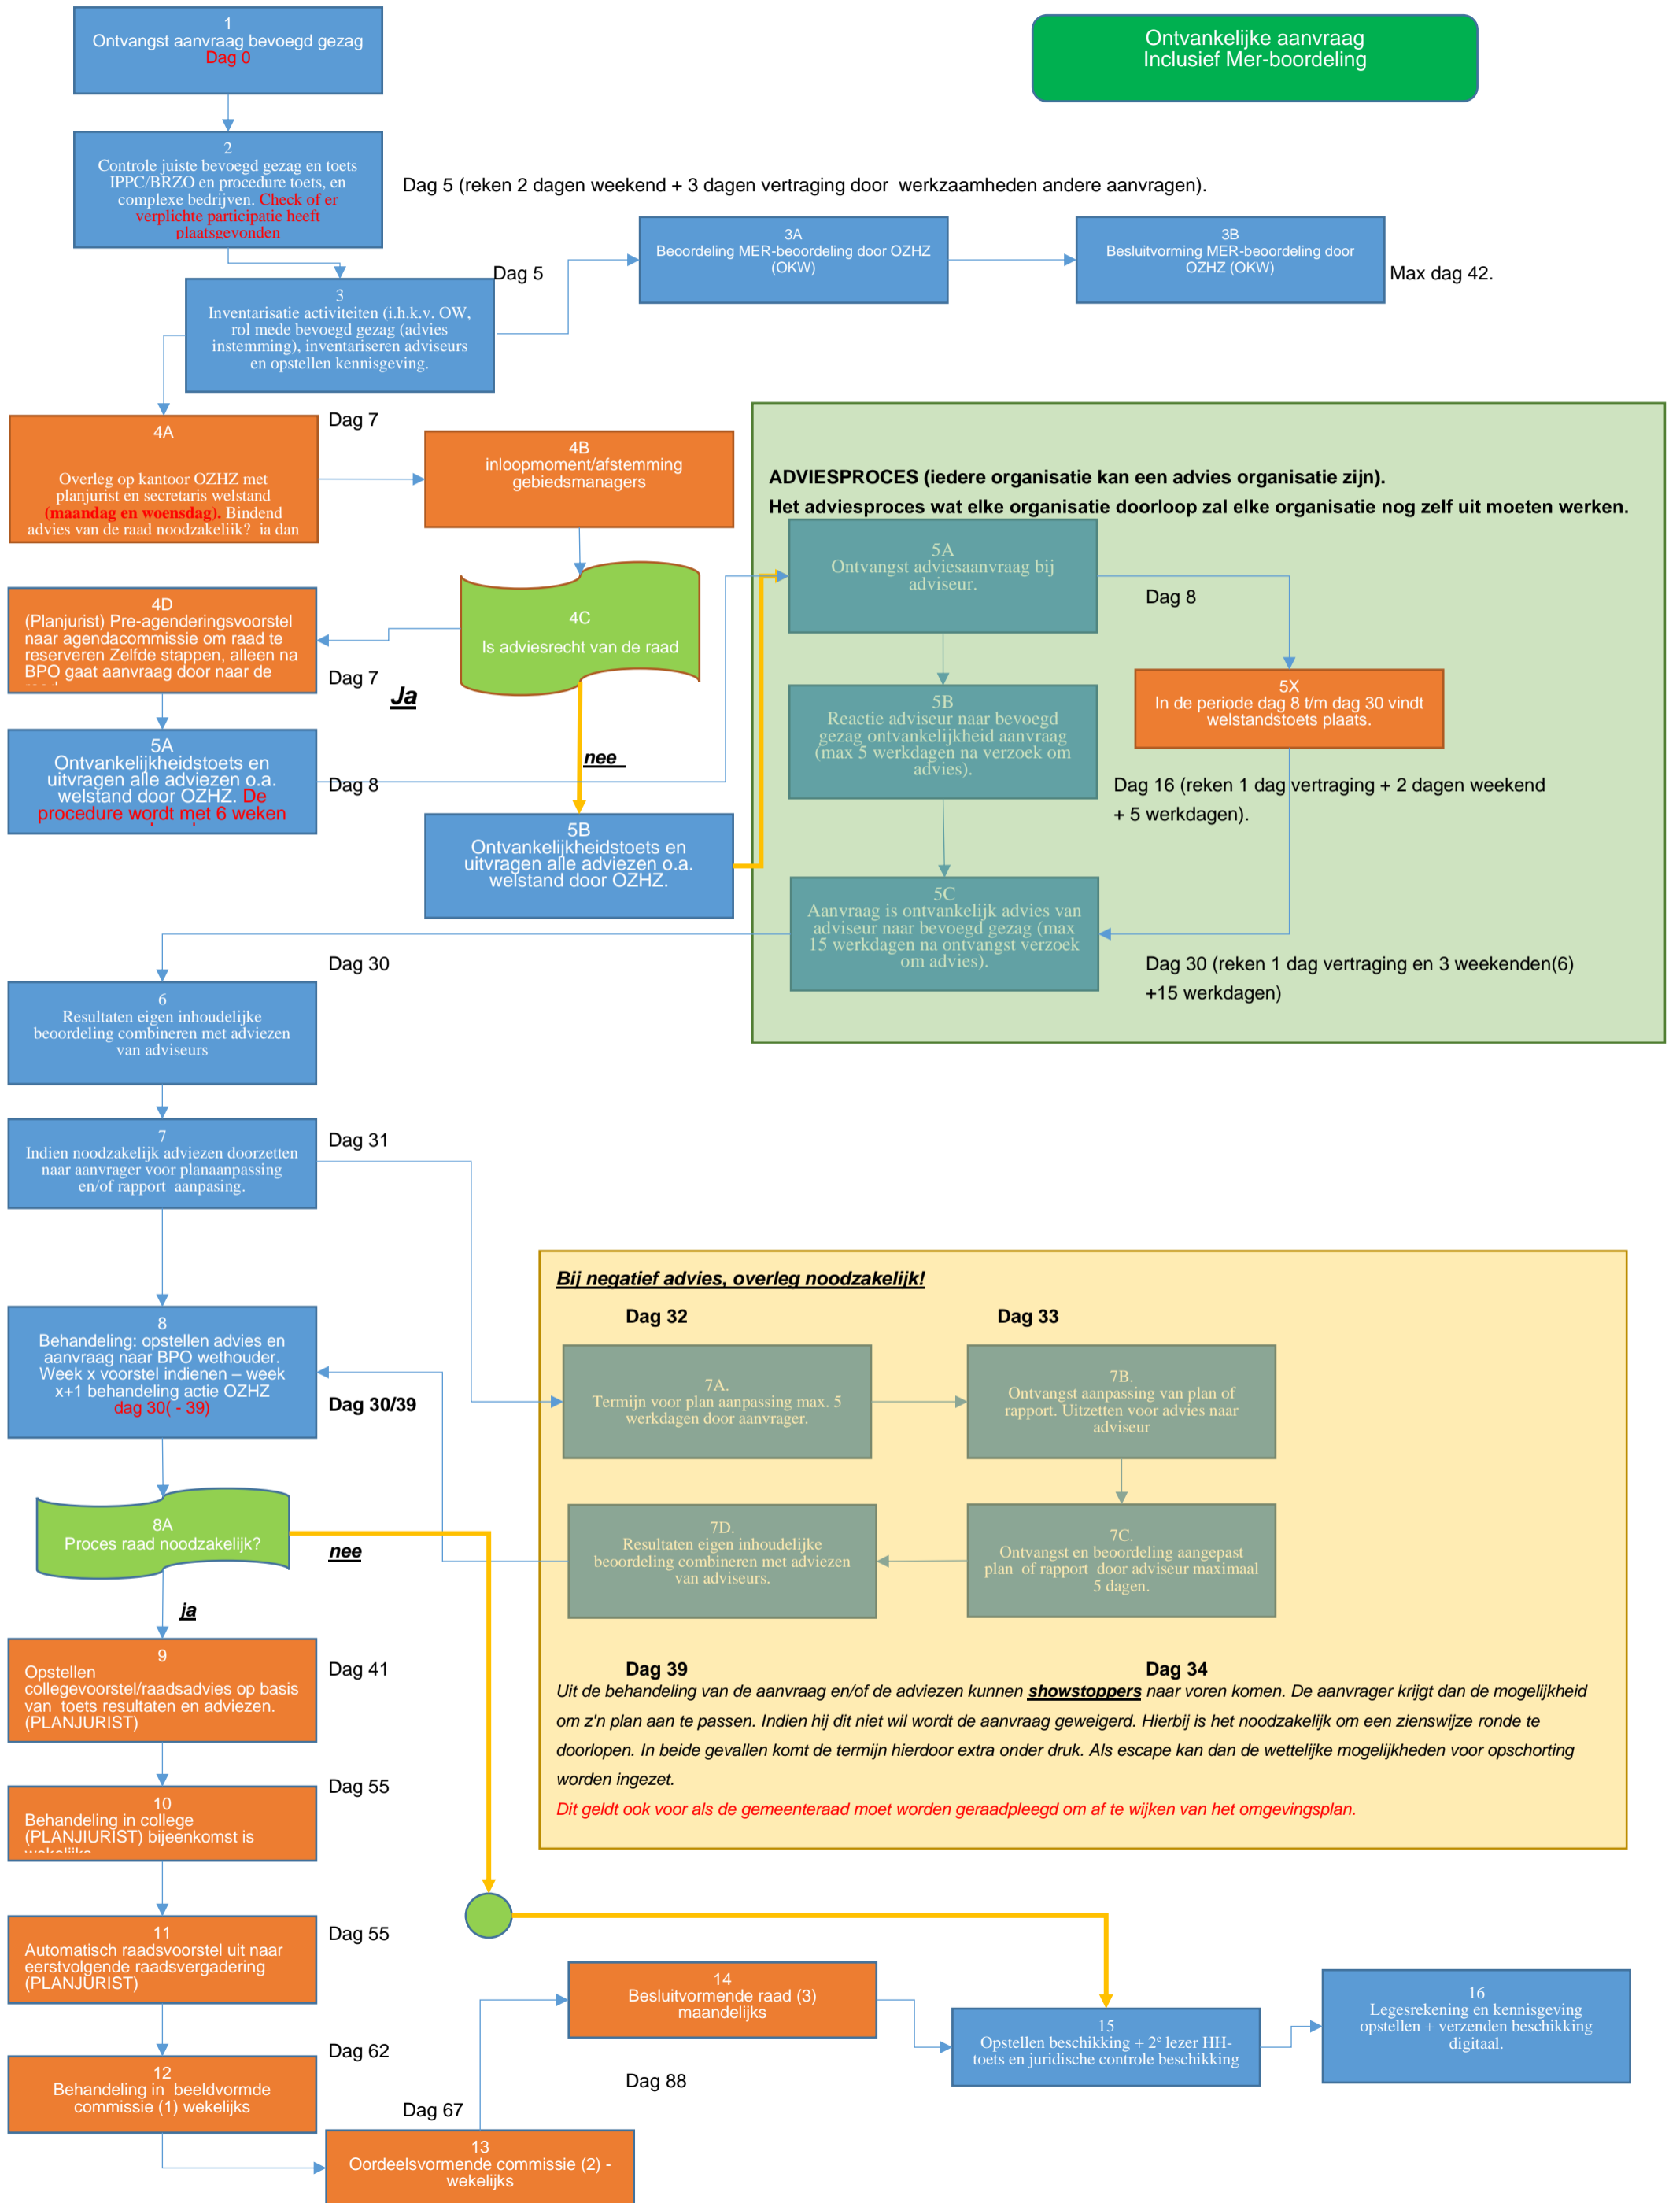 1
Ontvangst aanvraag bevoegd gezag
Dag 0
Ontvankelijke aanvraag
Inclusief Mer-boordeling
2
Controle juiste bevoegd gezag en toets
IPPC/BRZO en procedure toets, en
complexe bedrijven. Check of er
verplichte participatie heeft
plaatsgevonden
Dag 5 (reken 2 dagen weekend + 3 dagen vertraging door werkzaamheden andere aanvragen).
3A
Beoordeling MER-beoordeling door OZHZ
(OKW)
3B
Besluitvorming MER-beoordeling door
OZHZ (OKW)
Max dag 42.
Dag 5
3
Inventarisatie activiteiten (i.h.k.v. OW,
rol mede bevoegd gezag (advies
instemming), inventariseren adviseurs
en opstellen kennisgeving.
Dag 7
4A
Overleg op kantoor OZHZ met
planjurist en secretaris welstand
(maandag en woensdag). Bindend
advies van de raad noodzakelijk? ja dan
4B
inloopmoment/afstemming
gebiedsmanagers
4C
Is adviesrecht van de raad
4D
(Planjurist) Pre-agenderingsvoorstel
naar agendacommissie om raad te
reserveren Zelfde stappen, alleen na
BPO gaat aanvraag door naar de
Dag 7
Ja
nee
5A
Ontvankelijkheidstoets en
uitvragen alle adviezen o.a.
welstand door OZHZ. De
procedure wordt met 6 weken
Dag 8
5B
Ontvankelijkheidstoets en
uitvragen alle adviezen o.a.
welstand door OZHZ.
ADVIESPROCES (iedere organisatie kan een advies organisatie zijn).
Het adviesproces wat elke organisatie doorloop zal elke organisatie nog zelf uit moeten werken.
5A
Ontvangst adviesaanvraag bij
adviseur.
Dag 8
5B
Reactie adviseur naar bevoegd
gezag ontvankelijkheid aanvraag
(max 5 werkdagen na verzoek om
advies).
5X
In de periode dag 8 t/m dag 30 vindt
welstandstoets plaats.
Dag 16 (reken 1 dag vertraging + 2 dagen weekend
+ 5 werkdagen).
5C
Aanvraag is ontvankelijk advies van
adviseur naar bevoegd gezag (max
15 werkdagen na ontvangst verzoek
om advies).
Dag 30 (reken 1 dag vertraging en 3 weekenden(6)
+15 werkdagen)
Dag 30
6
Resultaten eigen inhoudelijke
beoordeling combineren met adviezen
van adviseurs
7
Indien noodzakelijk adviezen doorzetten
naar aanvrager voor planaanpassing
en/of rapport aanpasing.
Dag 31
8
Behandeling: opstellen advies en
aanvraag naar BPO wethouder.
Week x voorstel indienen – week
x+1 behandeling actie OZHZ
dag 30( - 39)
Dag 30/39
Bij negatief advies, overleg noodzakelijk!
Dag 32
Dag 33
7A.
Termijn voor plan aanpassing max. 5
werkdagen door aanvrager.
7B.
Ontvangst aanpassing van plan of
rapport. Uitzetten voor advies naar
adviseur
7D.
Resultaten eigen inhoudelijke
beoordeling combineren met adviezen
van adviseurs.
7C.
Ontvangst en beoordeling aangepast
plan of rapport door adviseur maximaal
5 dagen.
Dag 39
Dag 34
Uit de behandeling van de aanvraag en/of de adviezen kunnen showstoppers naar voren komen. De aanvrager krijgt dan de mogelijkheid
om z'n plan aan te passen. Indien hij dit niet wil wordt de aanvraag geweigerd. Hierbij is het noodzakelijk om een zienswijze ronde te
doorlopen. In beide gevallen komt de termijn hierdoor extra onder druk. Als escape kan dan de wettelijke mogelijkheden voor opschorting
worden ingezet.
Dit geldt ook voor als de gemeenteraad moet worden geraadpleegd om af te wijken van het omgevingsplan.
8A
Proces raad noodzakelijk?
nee
ja
9
Opstellen
collegevoorstel/raadsadvies op basis
van toets resultaten en adviezen.
(PLANJURIST)
Dag 41
10
Behandeling in college
(PLANJIURIST) bijeenkomst is
Dag 55
11
Automatisch raadsvoorstel uit naar
eerstvolgende raadsvergadering
(PLANJURIST)
Dag 55
12
Behandeling in beeldvormde
commissie (1) wekelijks
Dag 62
Dag 67
13
Oordeelsvormende commissie (2) -
wekelijks
14
Besluitvormende raad (3)
maandelijks
Dag 88
15
Opstellen beschikking + 2e lezer HH-
toets en juridische controle beschikking
16
Legesrekening en kennisgeving
opstellen + verzenden beschikking
digitaal.